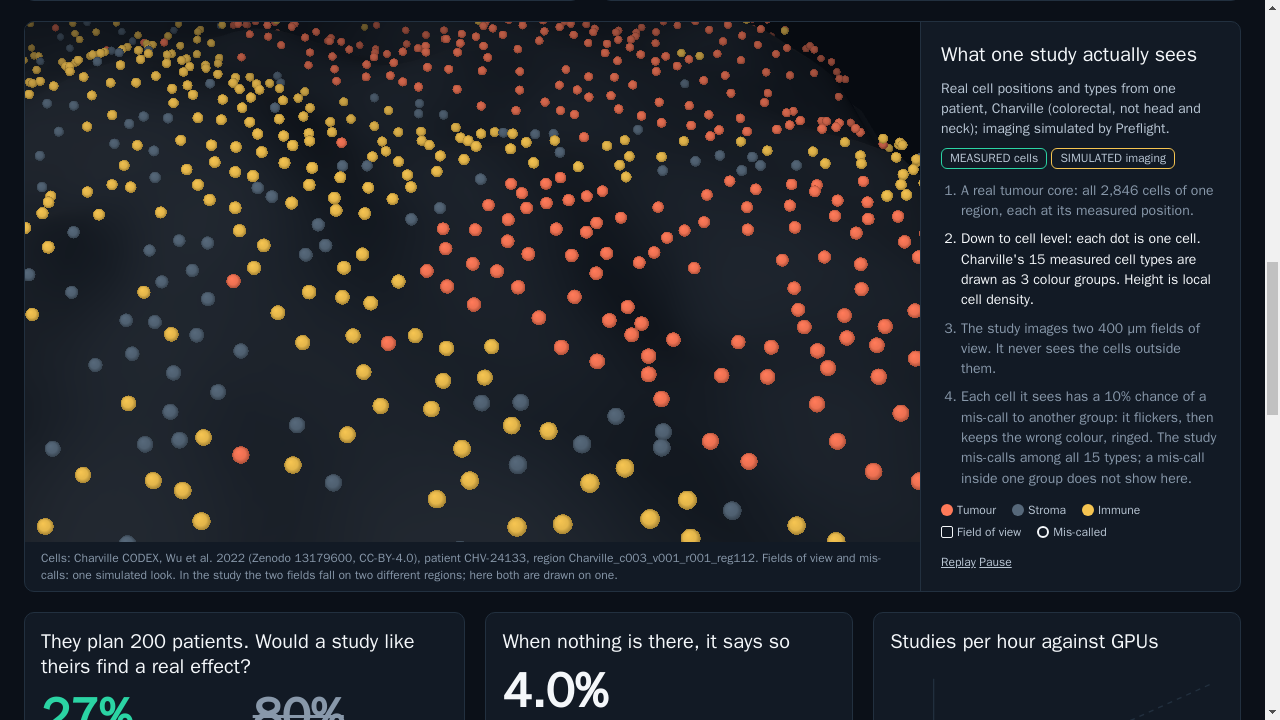 What one study actually sees
Real cell positions and types from one
patient, Charville (colorectal, not head and
neck); imaging simulated by Preflight.
MEASURED cells SIMULATED imaging
1. A real tumour core: all 2,846 cells of one
region, each at its measured position.
2. Down to cell level: each dot is one cell.
Charville's 15 measured cell types are
drawn as 3 colour groups. Height is local
cell density.
3. The study images two 400 µm fields of
view. It never sees the cells outside
them.
4. Each cell it sees has a 10% chance of a
mis-call to another group: it flickers, then
keeps the wrong colour, ringed. The study
mis-calls among all 15 types; a mis-call
inside one group does not show here.
Tumour Stroma Immune
Field of view Mis-called
Replay Pause
Cells: Charville CODEX, Wu et al. 2022 (Zenodo 13179600, CC-BY-4.0), patient CHV-24133, region Charville_c003_v001_r001_reg112. Fields of view and mis-
calls: one simulated look. In the study the two fields fall on two different regions; here both are drawn on one.
They plan 200 patients. Would a study like
theirs find a real effect?
27% 80%
When nothing is there, it says so
4.0%
Studies per hour against GPUs